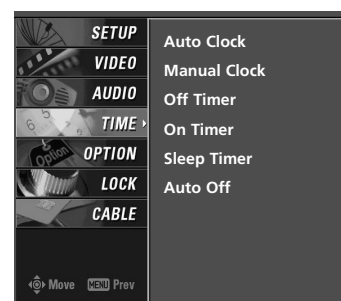 SETUP
VIDEO
AUDIO
TIME
OPTION
LOCK
CABLE
Move MENU Prev
Auto Clock
Manual Clock
Off Timer
On Timer
Sleep Timer
Auto Off
Option